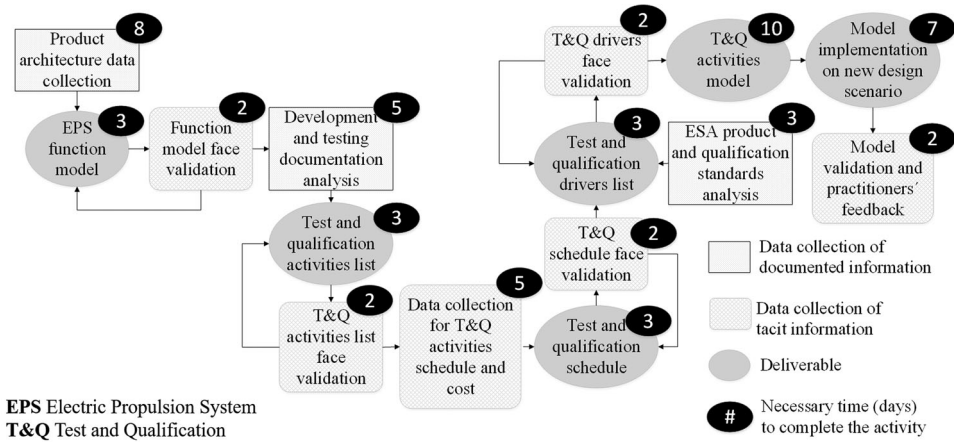 8
Product
architecture data
collection
3
EPS
function
model
2
Function
model face
validation
5
Development
and testing
documentation
analysis
3
Test and
qualification
activities list
2
T&Q
activities list
face
validation
5
Data collection
for T&Q
activities
schedule and
cost
3
Test and
qualification
schedule
2
T&Q
schedule face
validation
3
Test and
qualification
drivers list
3
ESA product
and qualification
standards
analysis
2
T&Q drivers
face
validation
10
T&Q
activities
model
7
Model
implementation
on new design
scenario
2
Model
validation and
practitioners´
feedback
Data collection of
documented information
Data collection of
tacit information
Deliverable
# Necessary time (days)
to complete the activity
EPS Electric Propulsion System
T&Q Test and Qualification